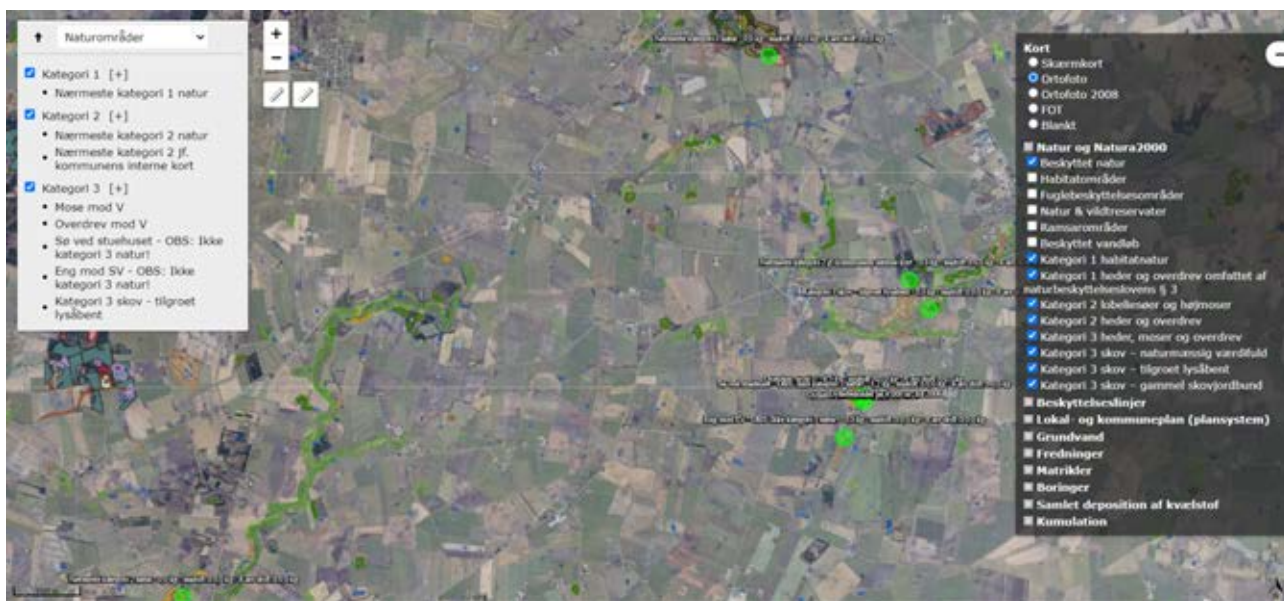 Naturområder
Kategori 1 [+]
Nærmeste kategori 1 natur
Kategori 2 [+]
Nærmeste kategori 2 natur
Nærmeste kategori 2 jf.
kommunens interne kort
Kategori 3 [+]
Mose mod V
Overdrev mod V
Sø ved stuehuset - OBS: Ikke
kategori 3 natur!
Eng mod SV - OBS: Ikke
kategori 3 natur!
Kategori 3 skov - tilgroet
lysåbent
+
−
Kort
Skærmkort
Ortofoto
Ortofoto 2008
FOT
Blankt
Natur og Natura2000
Beskyttet natur
Habitatområder
Fuglebeskyttelsesområder
Natur & vildtreservater
Ramsarområder
Beskyttet vandløb
Kategori 1 habitatnatur
Kategori 1 heder og overdrev omfattet af
naturbeskyttelseslovens § 3
Kategori 2 lobeliesøer og højmoser
Kategori 2 heder og overdrev
Kategori 3 heder, moser og overdrev
Kategori 3 skov - naturmæssig værdifuld
Kategori 3 skov - tilgroet lysåbent
Kategori 3 skov - gammel skovjordbund
Beskyttelseslinjer
Lokal- og kommuneplan (plansystem)
Grundvand
Fredninger
Matrikler
Boringer
Samlet deposition af kvælstof
Kumulation